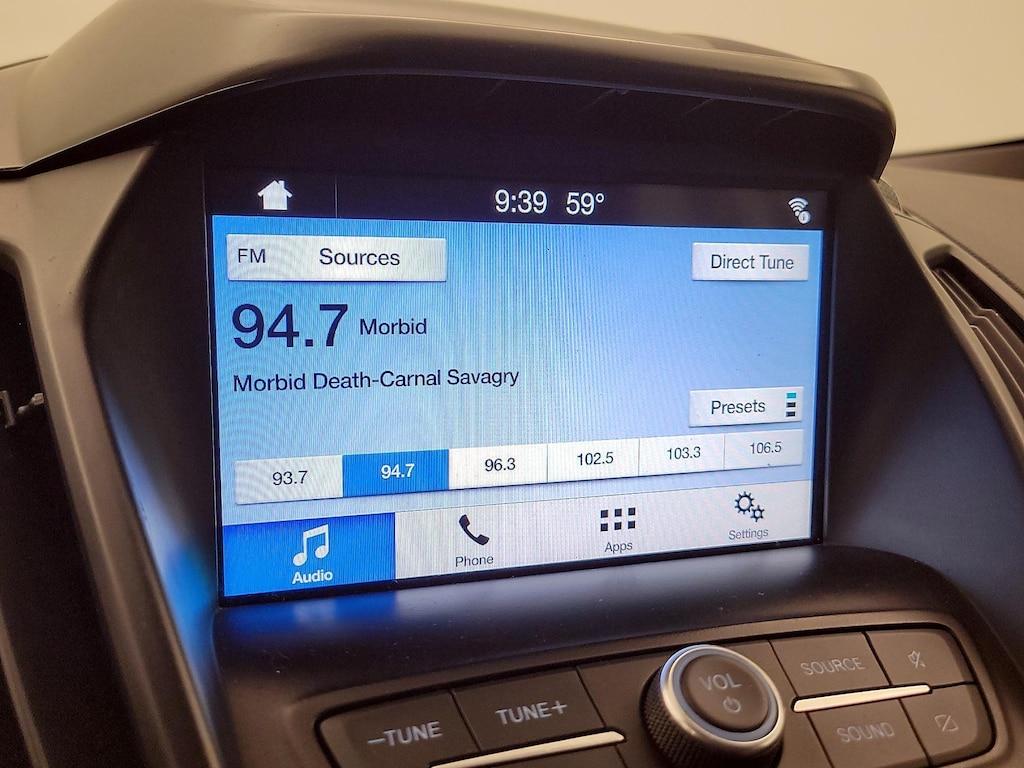 9:39 59°
FM Sources
Direct Tune
94.7 Morbid
Morbid Death-Carnal Savagry
Presets
93.7 94.7 96.3 102.5 103.3 106.5
Audio Phone Apps Settings
–TUNE TUNE+ VOL SOURCE
SOUND